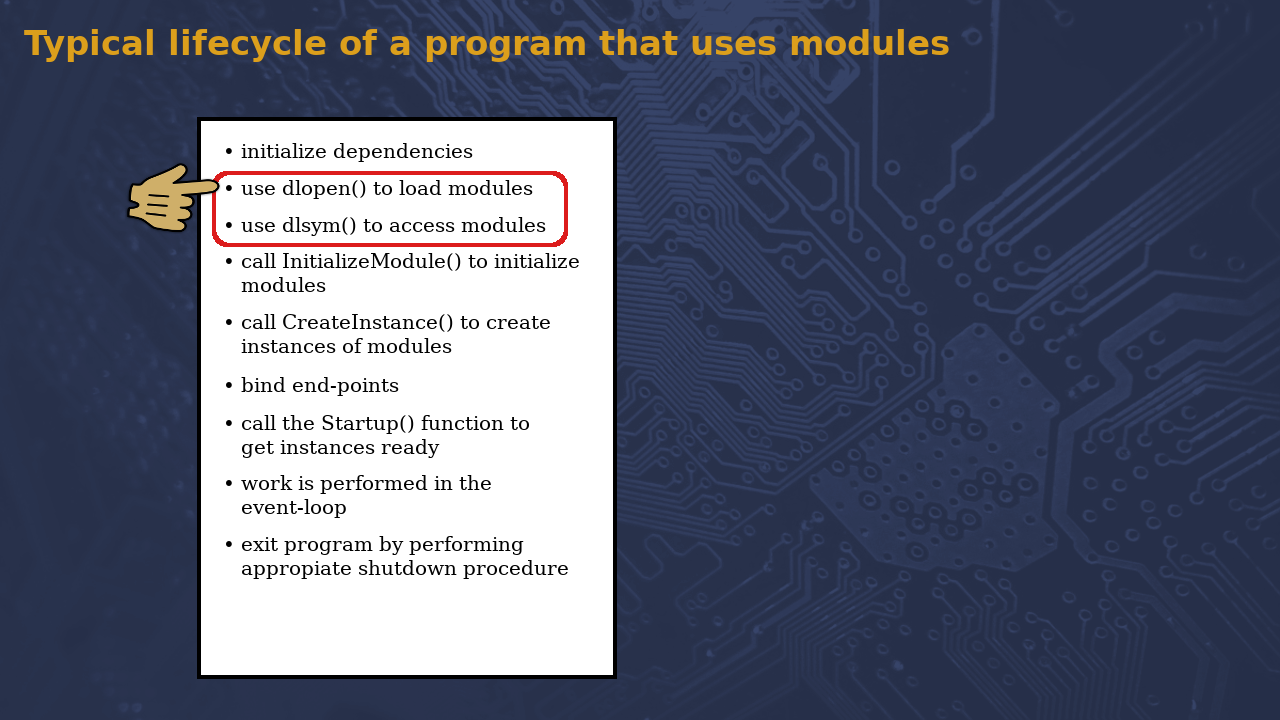 Typical lifecycle of a program that uses modules
• initialize dependencies
• use dlopen() to load modules
• use dlsym() to access modules
• call InitializeModule() to initialize
modules
• call CreateInstance() to create
instances of modules
• bind end-points
• call the Startup() function to
get instances ready
• work is performed in the
event-loop
• exit program by performing
appropiate shutdown procedure